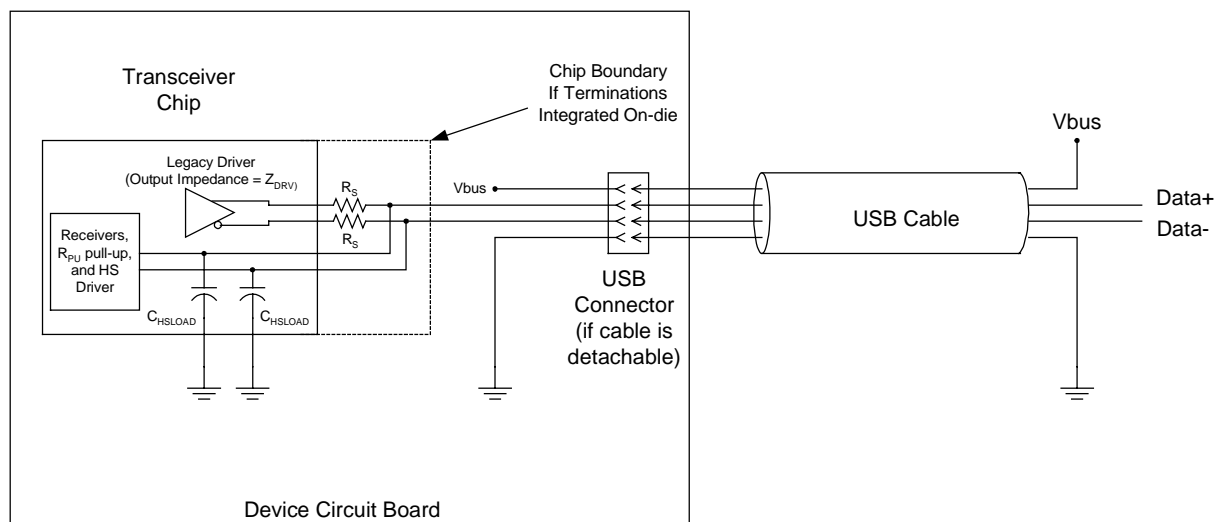 Transceiver
Chip
Chip Boundary
If Terminations
Integrated On-die
Legacy Driver
(Output Impedance = ZDRV)
RS
RS
Receivers,
RPU pull-up,
and HS
Driver
CHSLOAD
CHSLOAD
Vbus
USB
Connector
(if cable is
detachable)
USB Cable
Vbus
Data+
Data-
Device Circuit Board